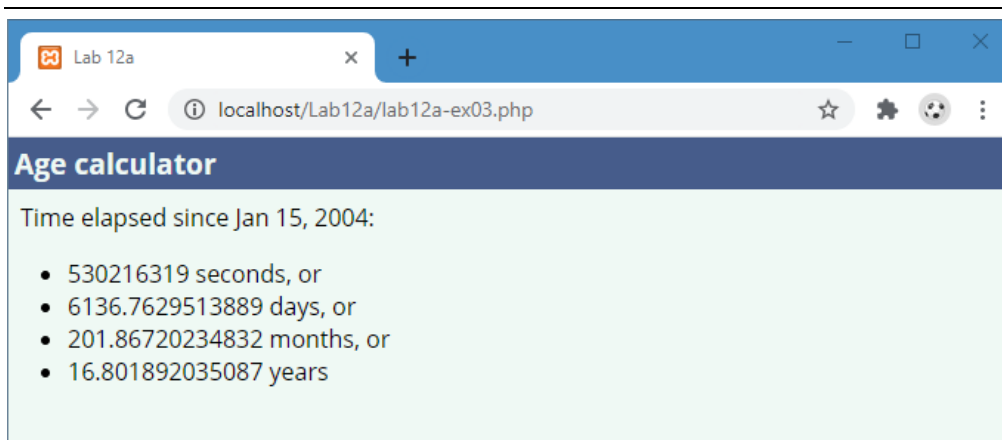 Lab 12a
localhost/Lab12a/lab12a-ex03.php
Age calculator
Time elapsed since Jan 15, 2004:
• 530216319 seconds, or
• 6136.7629513889 days, or
• 201.86720234832 months, or
• 16.801892035087 years